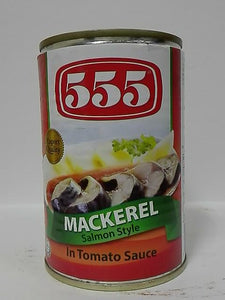 555
MACKEREL
Salmon Style
In Tomato Sauce